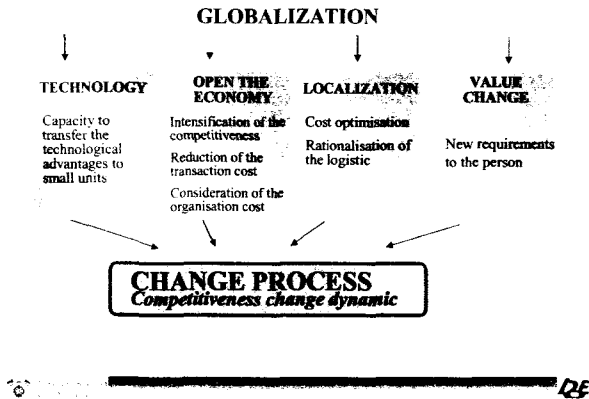 GLOBALIZATION
TECHNOLOGY
Capacity to
transfer the
technological
advantages to
small units
OPEN THE
ECONOMY
Intensification of the
competitiveness
Reduction of the
transaction cost
Consideration of the
organisation cost
LOCALIZATION
Cost optimisation
Rationalisation of
the logistic
VALUE
CHANGE
New requirements
to the person
CHANGE PROCESS
Competitiveness change dynamic